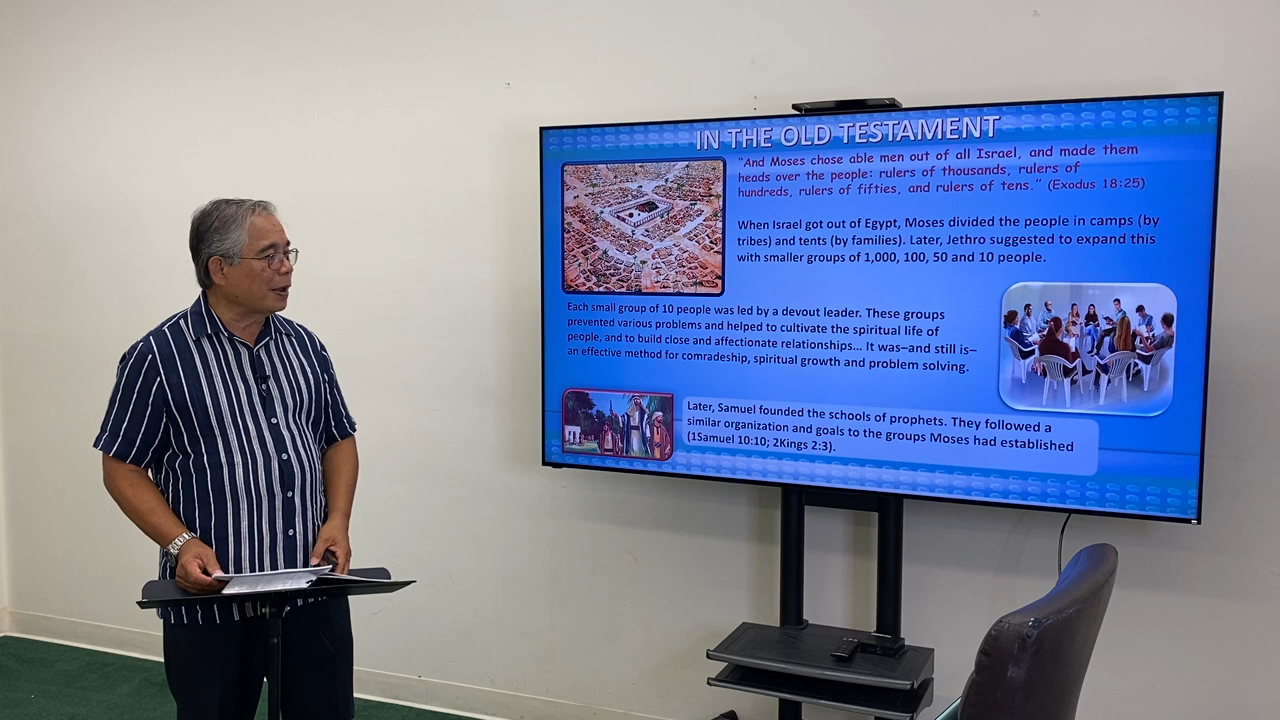 IN THE OLD TESTAMENT
"And Moses chose able men out of all Israel, and made them
heads over the people: rulers of thousands, rulers of
hundreds, rulers of fifties, and rulers of tens." (Exodus 18:25)
When Israel got out of Egypt, Moses divided the people in camps (by
tribes) and tents (by families). Later, Jethro suggested to expand this
with smaller groups of 1,000, 100, 50 and 10 people.
Each small group of 10 people was led by a devout leader. These groups
prevented various problems and helped to cultivate the spiritual life of
people, and to build close and affectionate relationships... It was–and still is–
an effective method for comradeship, spiritual growth and problem solving.
Later, Samuel founded the schools of prophets. They followed a
similar organization and goals to the groups Moses had established
(1Samuel 10:10; 2Kings 2:3).